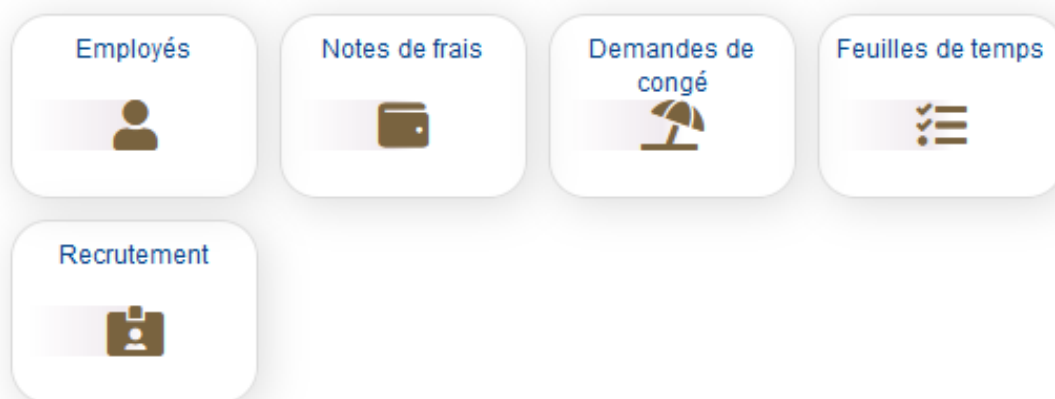 Employés
Notes de frais
Demandes de
congé
Feuilles de temps
Recrutement